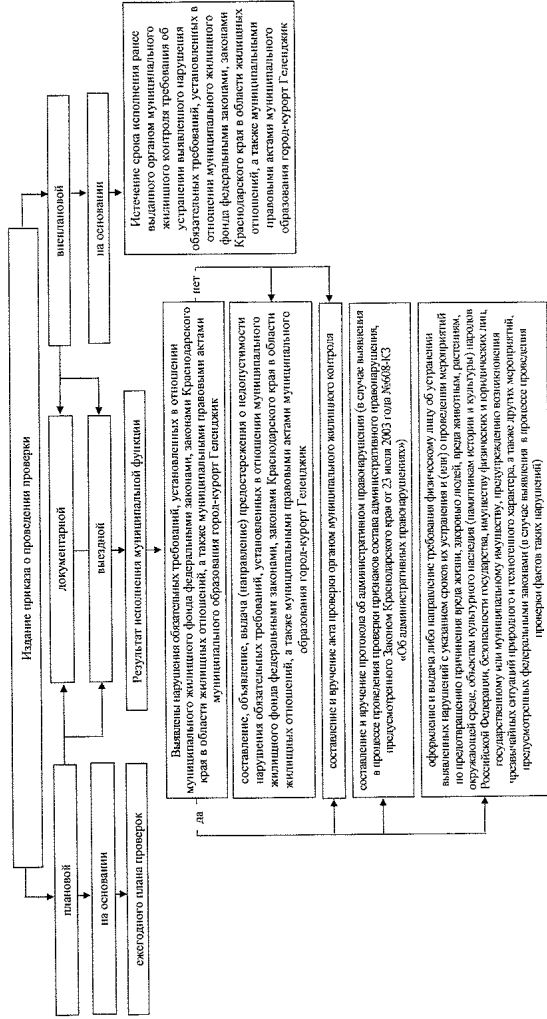 Издание приказа о проведении проверки
плановой
на основании
ежегодного плана проверок
документарной
выездной
Результат исполнения муниципальной функции
внеплановой
на основании
Истечение срока исполнения ранее
выданного органом муниципального
жилищного контроля требования об
устранении выявленного нарушения
обязательных требований, установленных в
отношении муниципального жилищного
фонда федеральными законами, законами
Краснодарского края в области жилищных
отношений, а также муниципальными
правовыми актами муниципального
образования город-курорт Геленджик
Выявлены нарушения обязательных требований, установленных в отношении
муниципального жилищного фонда федеральными законами, законами Краснодарского
края в области жилищных отношений, а также муниципальными правовыми актами
муниципального образования город-курорт Геленджик
да
нет
составление, объявление, выдача (направление) предостережения о недопустимости
нарушения обязательных требований, установленных в отношении муниципального
жилищного фонда федеральными законами, законами Краснодарского края в области
жилищных отношений, а также муниципальными правовыми актами муниципального
образования город-курорт Геленджик
составление и вручение акта проверки органом муниципального жилищного контроля
составление и вручение протокола об административном правонарушении (в случае выявления
в процессе проведения проверки признаков состава административного правонарушения,
предусмотренного Законом Краснодарского края от 23 июля 2003 года №608-КЗ
«Об административных правонарушениях»)
оформление и выдача либо направление требования физическому лицу об устранении
выявленных нарушений с указанием сроков их устранения и (или) о проведении мероприятий
по предотвращению причинения вреда жизни, здоровью людей, вреда животным, растениям,
окружающей среде, объектам культурного наследия (памятникам истории и культуры) народов
Российской Федерации, безопасности государства, имуществу физических и юридических лиц,
государственному или муниципальному имуществу, предупреждению возникновения
чрезвычайных ситуаций природного и техногенного характера, а также других мероприятий,
предусмотренных федеральными законами (в случае выявления в процессе проведения
проверки (фактов таких нарушений)